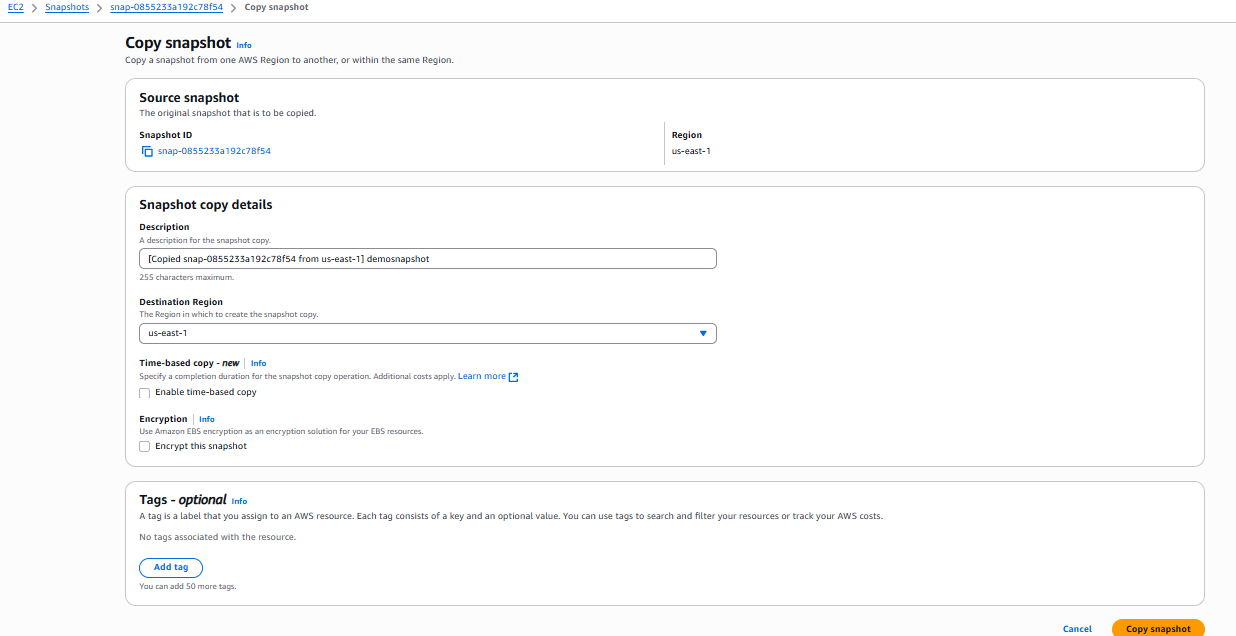 EC2 > Snapshots > snap-0855233a192c78f54 > Copy snapshot
Copy snapshot Info
Copy a snapshot from one AWS Region to another, or within the same Region.
Source snapshot
The original snapshot that is to be copied.
Snapshot ID
snap-0855233a192c78f54
Region
us-east-1
Snapshot copy details
Description
A description for the snapshot copy.
[Copied snap-0855233a192c78f54 from us-east-1] demosnapshot
255 characters maximum.
Destination Region
The Region in which to create the snapshot copy.
us-east-1
Time-based copy - new | Info
Specify a completion duration for the snapshot copy operation. Additional costs apply. Learn more
Enable time-based copy
Encryption | Info
Use Amazon EBS encryption as an encryption solution for your EBS resources.
Encrypt this snapshot
Tags - optional Info
A tag is a label that you assign to an AWS resource. Each tag consists of a key and an optional value. You can use tags to search and filter your resources or track your AWS costs.
No tags associated with the resource.
Add tag
You can add 50 more tags.
Cancel Copy snapshot